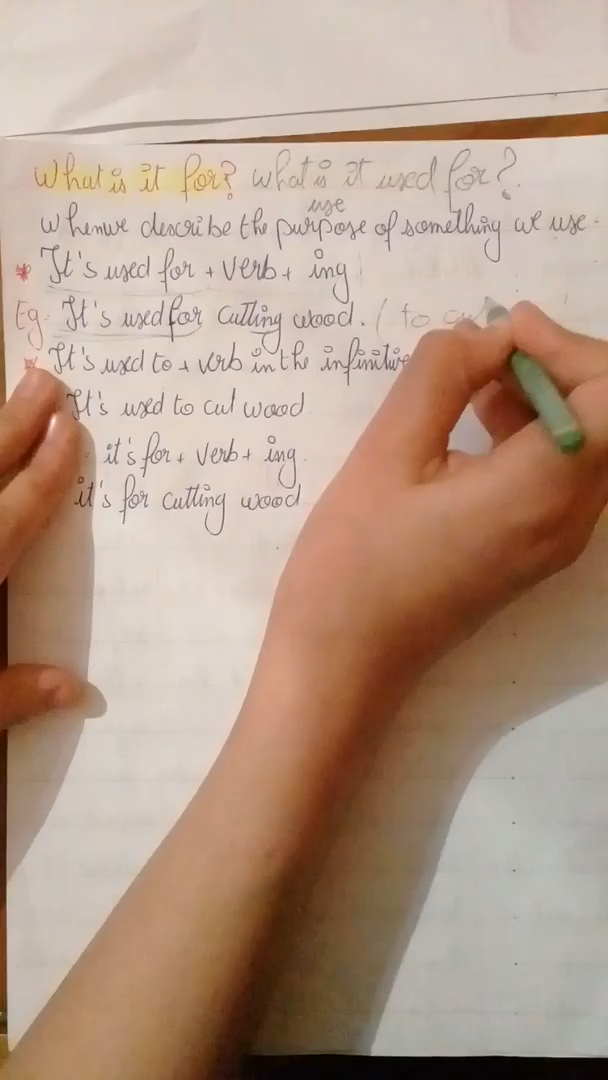 What is it for? What is it used for?
use
whenwe describe the purpose of something we use
* It's used for + verb + ing
Eg: It's used for cutting wood. (to cu
* It's used to + verb in the infinitive
It's used to cut wood
it's for + verb + ing.
it's for cutting wood